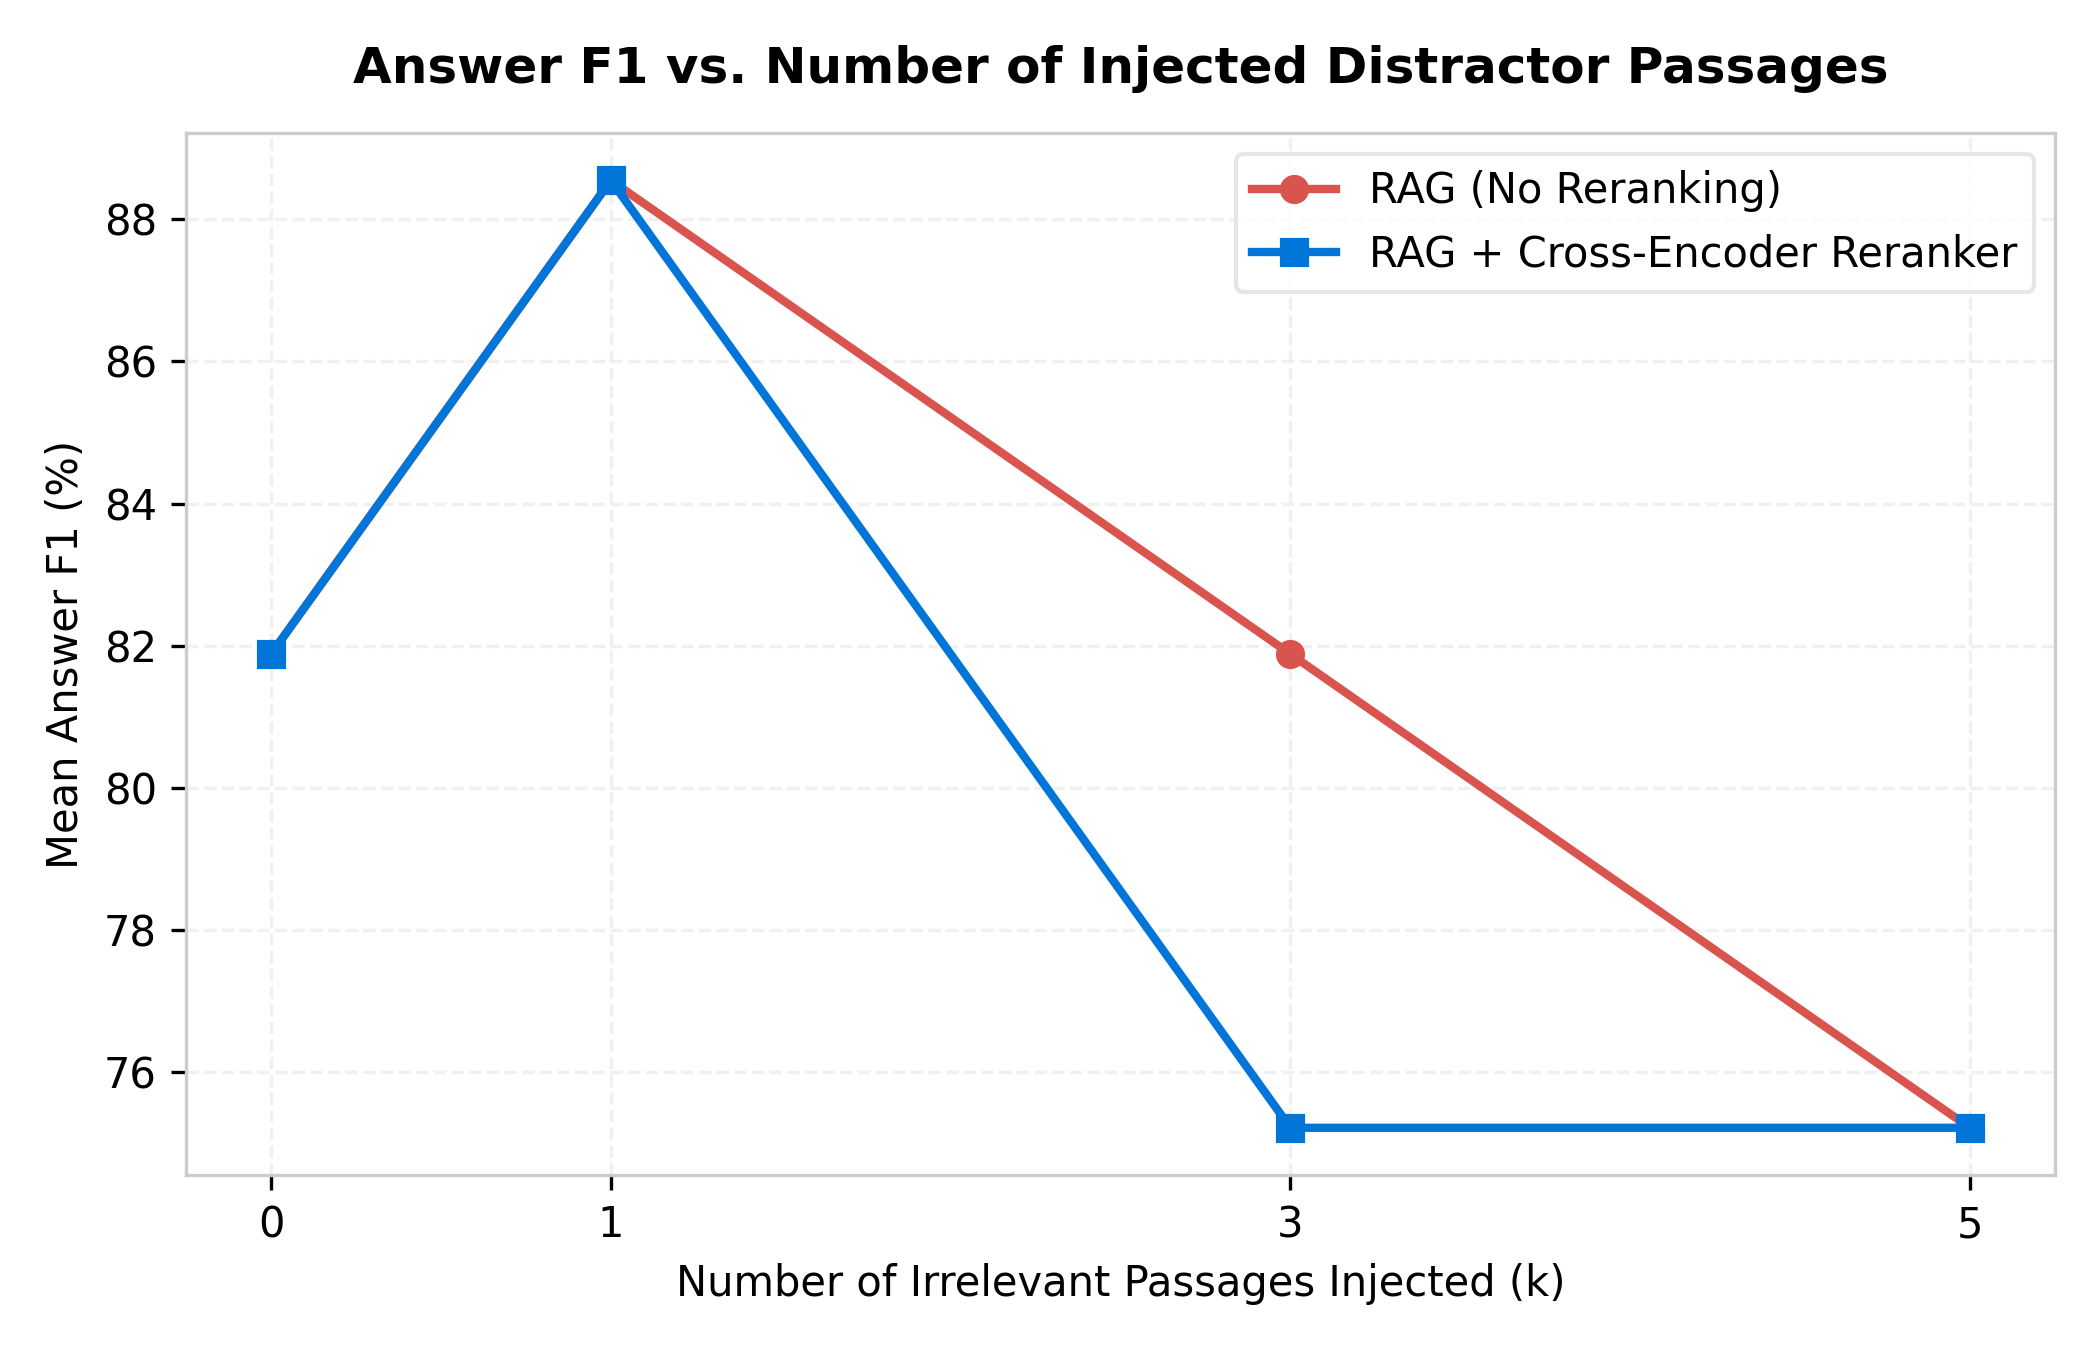 Answer F1 vs. Number of Injected Distractor Passages
RAG (No Reranking)
RAG + Cross-Encoder Reranker
Mean Answer F1 (%)
88
86
84
82
80
78
76
0 1 3 5
Number of Irrelevant Passages Injected (k)